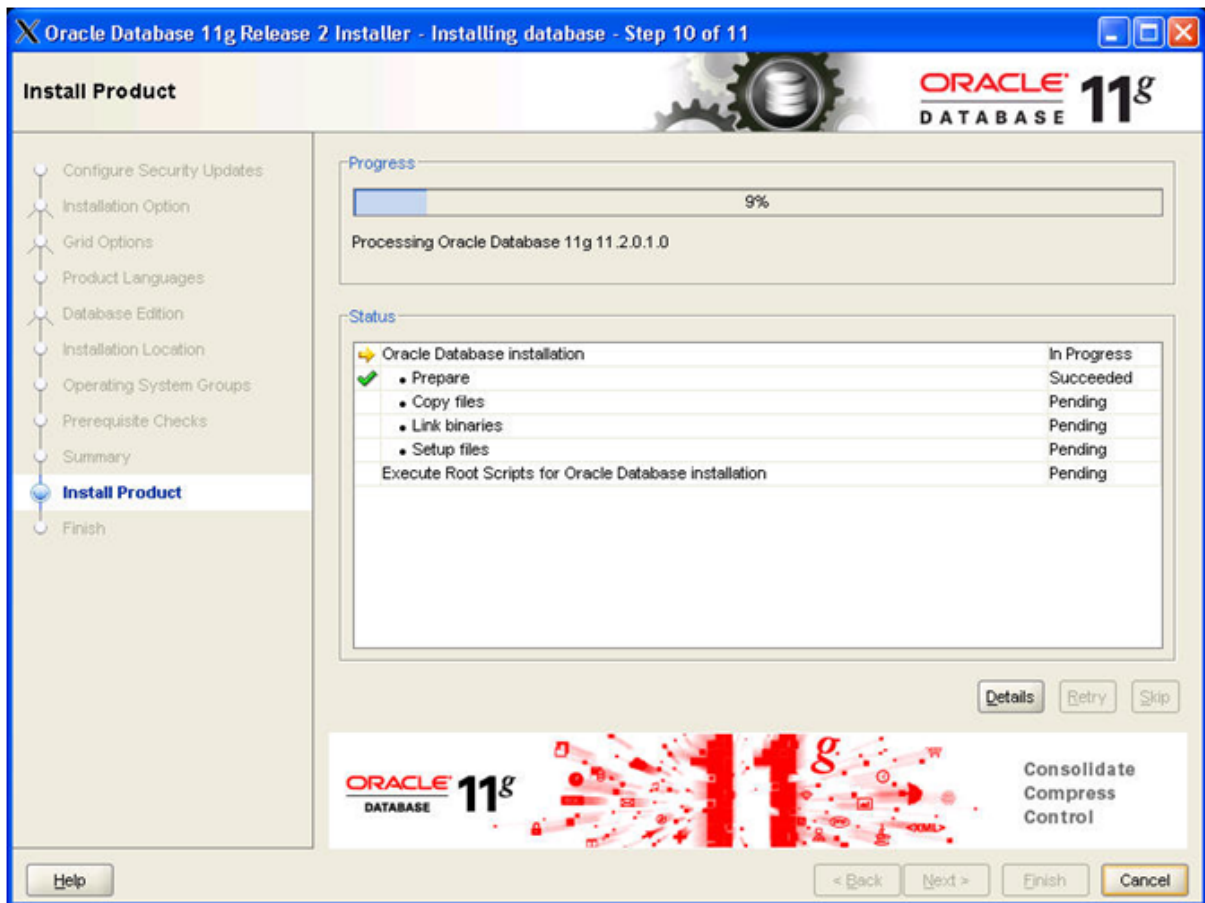 Oracle Database 11g Release 2 Installer - Installing database - Step 10 of 11
Install Product
ORACLE DATABASE 11g
Configure Security Updates
Installation Option
Grid Options
Product Languages
Database Edition
Installation Location
Operating System Groups
Prerequisite Checks
Summary
Install Product
Finish
Progress
9%
Processing Oracle Database 11g 11.2.0.1.0
Status
Oracle Database installation In Progress
• Prepare Succeeded
• Copy files Pending
• Link binaries Pending
• Setup files Pending
Execute Root Scripts for Oracle Database installation Pending
Details Retry Skip
ORACLE DATABASE 11g
11g
<XML>
Consolidate
Compress
Control
Help < Back Next > Finish Cancel